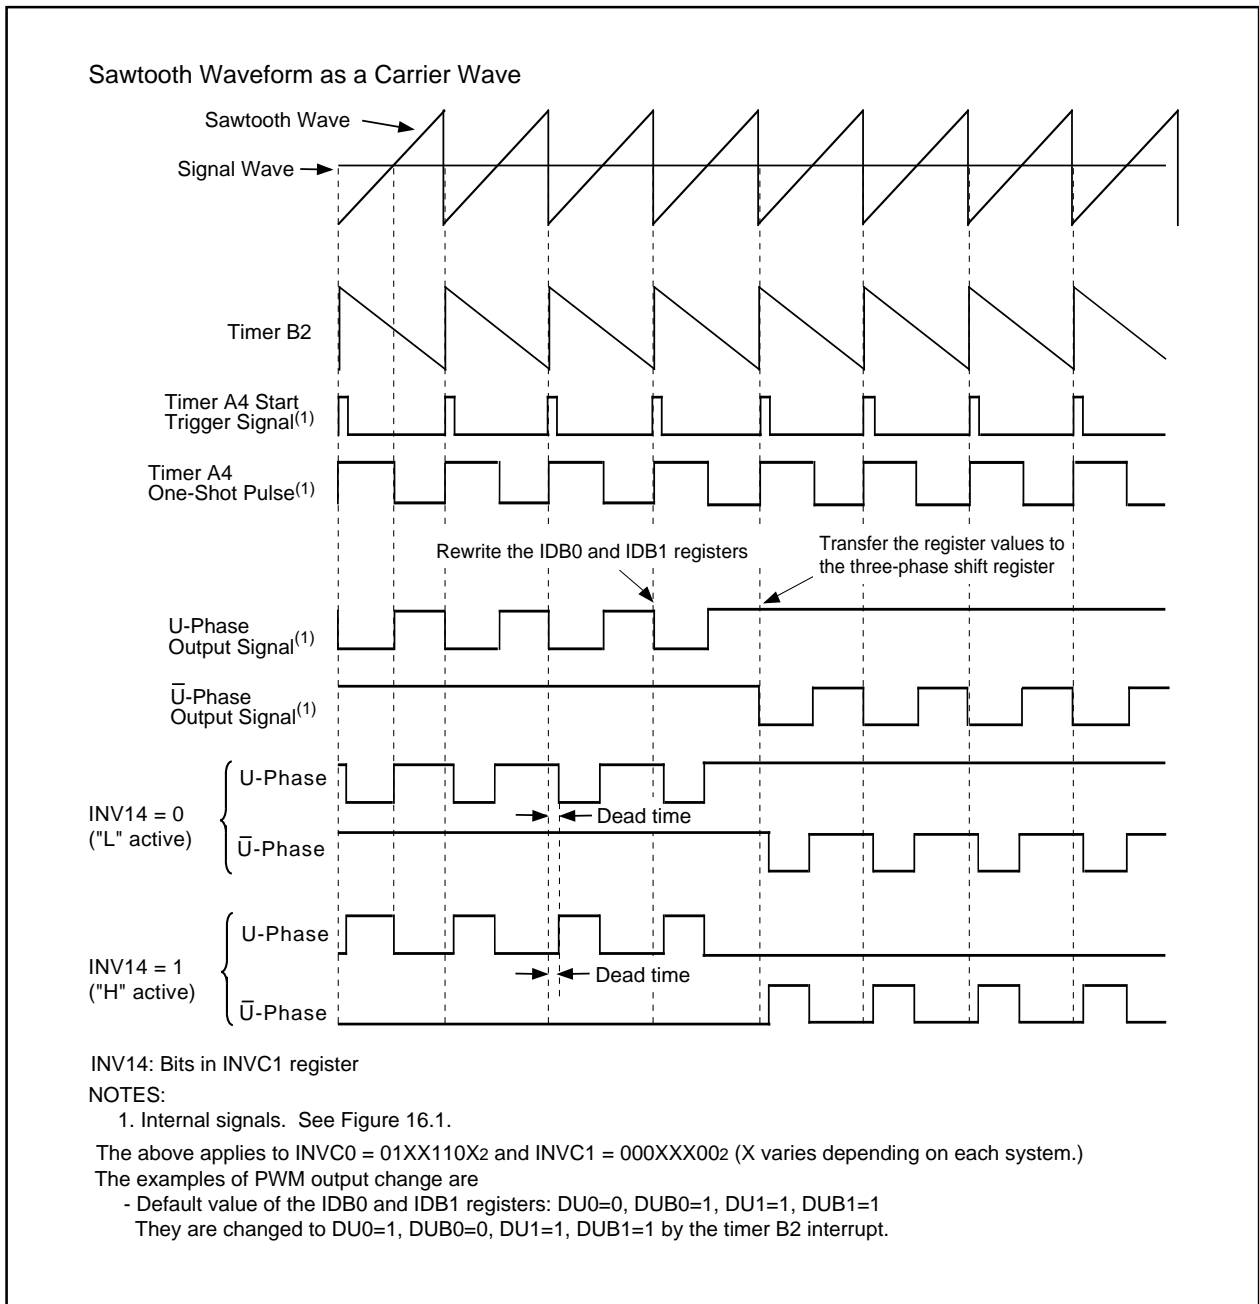 Sawtooth Waveform as a Carrier Wave
Sawtooth Wave
Signal Wave
Timer B2
Timer A4 Start
Trigger Signal(1)
Timer A4
One-Shot Pulse(1)
Rewrite the IDB0 and IDB1 registers
Transfer the register values to
the three-phase shift register
U-Phase
Output Signal(1)
U̅-Phase
Output Signal(1)
INV14 = 0
("L" active)
U-Phase
Dead time
U̅-Phase
INV14 = 1
("H" active)
U-Phase
Dead time
U̅-Phase
INV14: Bits in INVC1 register
NOTES:
1. Internal signals. See Figure 16.1.
The above applies to INVC0 = 01XX110X2 and INVC1 = 000XXX002 (X varies depending on each system.)
The examples of PWM output change are
- Default value of the IDB0 and IDB1 registers: DU0=0, DUB0=1, DU1=1, DUB1=1
They are changed to DU0=1, DUB0=0, DU1=1, DUB1=1 by the timer B2 interrupt.